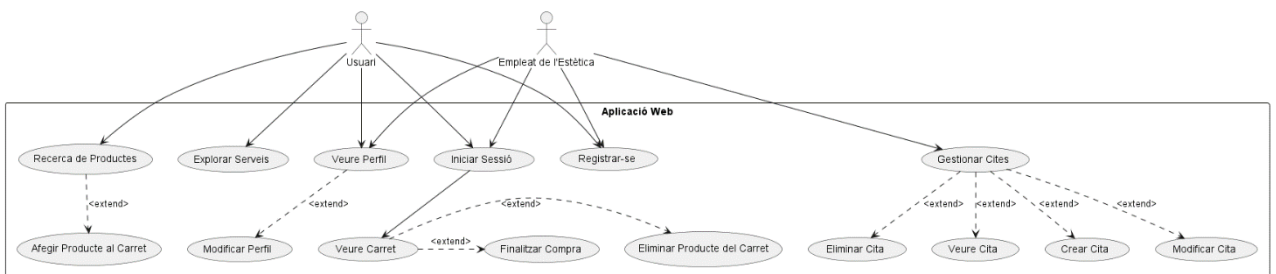 Usuari
Empleat de l'Estètica
Aplicació Web
Recerca de Productes
Explorar Serveis
Veure Perfil
Iniciar Sessió
Registrar-se
Gestionar Cites
<extend>
<extend>
<extend>
<extend>
<extend>
<extend>
<extend>
<extend>
Afegir Producte al Carret
Modificar Perfil
Veure Carret
Finalitzar Compra
Eliminar Producte del Carret
Eliminar Cita
Veure Cita
Crear Cita
Modificar Cita